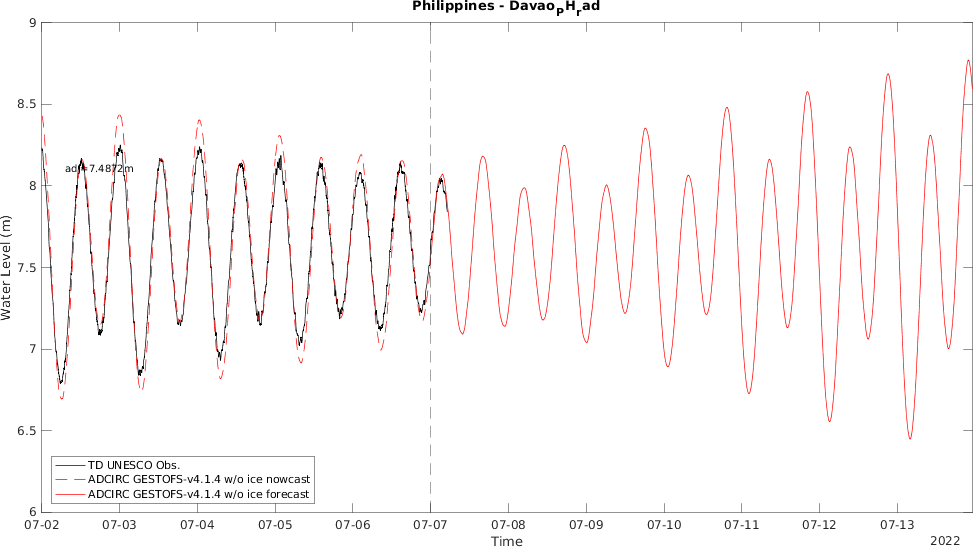 Philippines - Davao_PH_rad
9
8.5
8
7.5
7
6.5
6
Water Level (m)
adj=7.4872m
TD UNESCO Obs.
ADCIRC GESTOFS-v4.1.4 w/o ice nowcast
ADCIRC GESTOFS-v4.1.4 w/o ice forecast
07-02 07-03 07-04 07-05 07-06 07-07 07-08 07-09 07-10 07-11 07-12 07-13
Time
2022